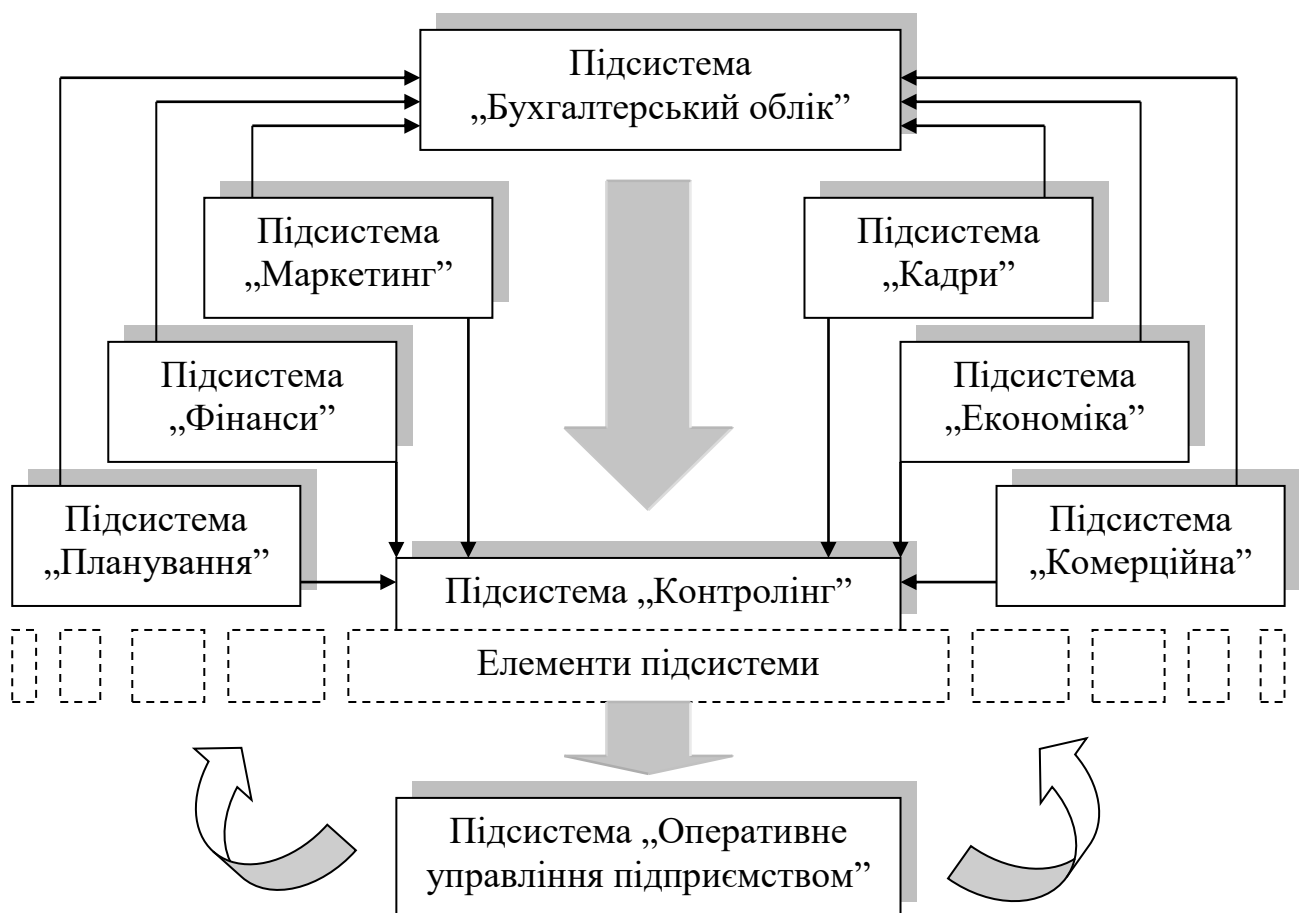 Підсистема
„Бухгалтерський облік”
Підсистема
„Маркетинг”
Підсистема
„Кадри”
Підсистема
„Фінанси”
Підсистема
„Економіка”
Підсистема
„Планування”
Підсистема
„Комерційна”
Підсистема „Контролінг”
Елементи підсистеми
Підсистема „Оперативне
управління підприємством”